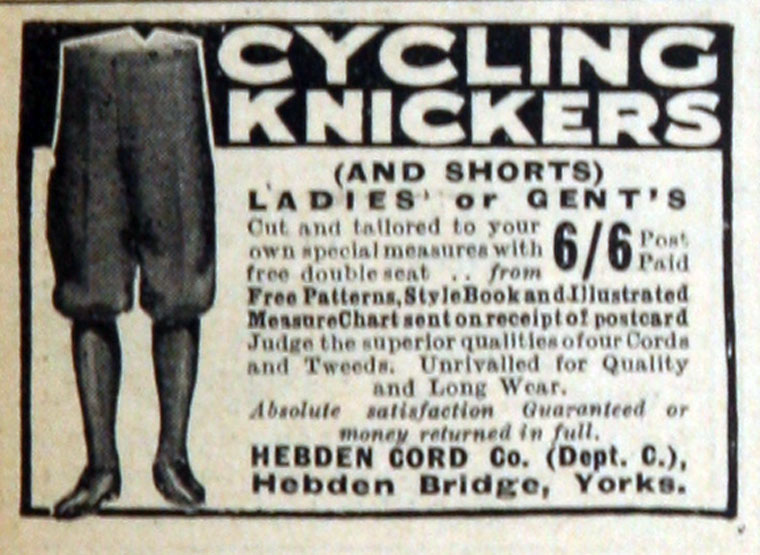 CYCLING
KNICKERS
(AND SHORTS)
LADIES' or GENT'S
Cut and tailored to your
own special measures with
free double seat .. from
6/6 Post
Paid
Free Patterns, Style Book and Illustrated
Measure Chart sent on receipt of postcard
Judge the superior qualities of our Cords
and Tweeds. Unrivalled for Quality
and Long Wear.
Absolute satisfaction Guaranteed or
money returned in full.
HEBDEN CORD Co. (Dept. C.),
Hebden Bridge, Yorks.